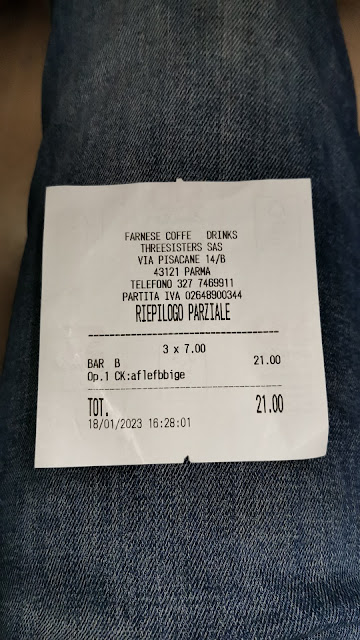 FARNESE COFFE DRINKS
THREESISTERS SAS
VIA PISACANE 14/B
43121 PARMA
TELEFONO 327 7469911
PARTITA IVA 02648900344
RIEPILOGO PARZIALE
3 x 7.00
BAR B 21.00
Op.1 CK:aflefbbige
TOT. 21.00
18/01/2023 16:28:01